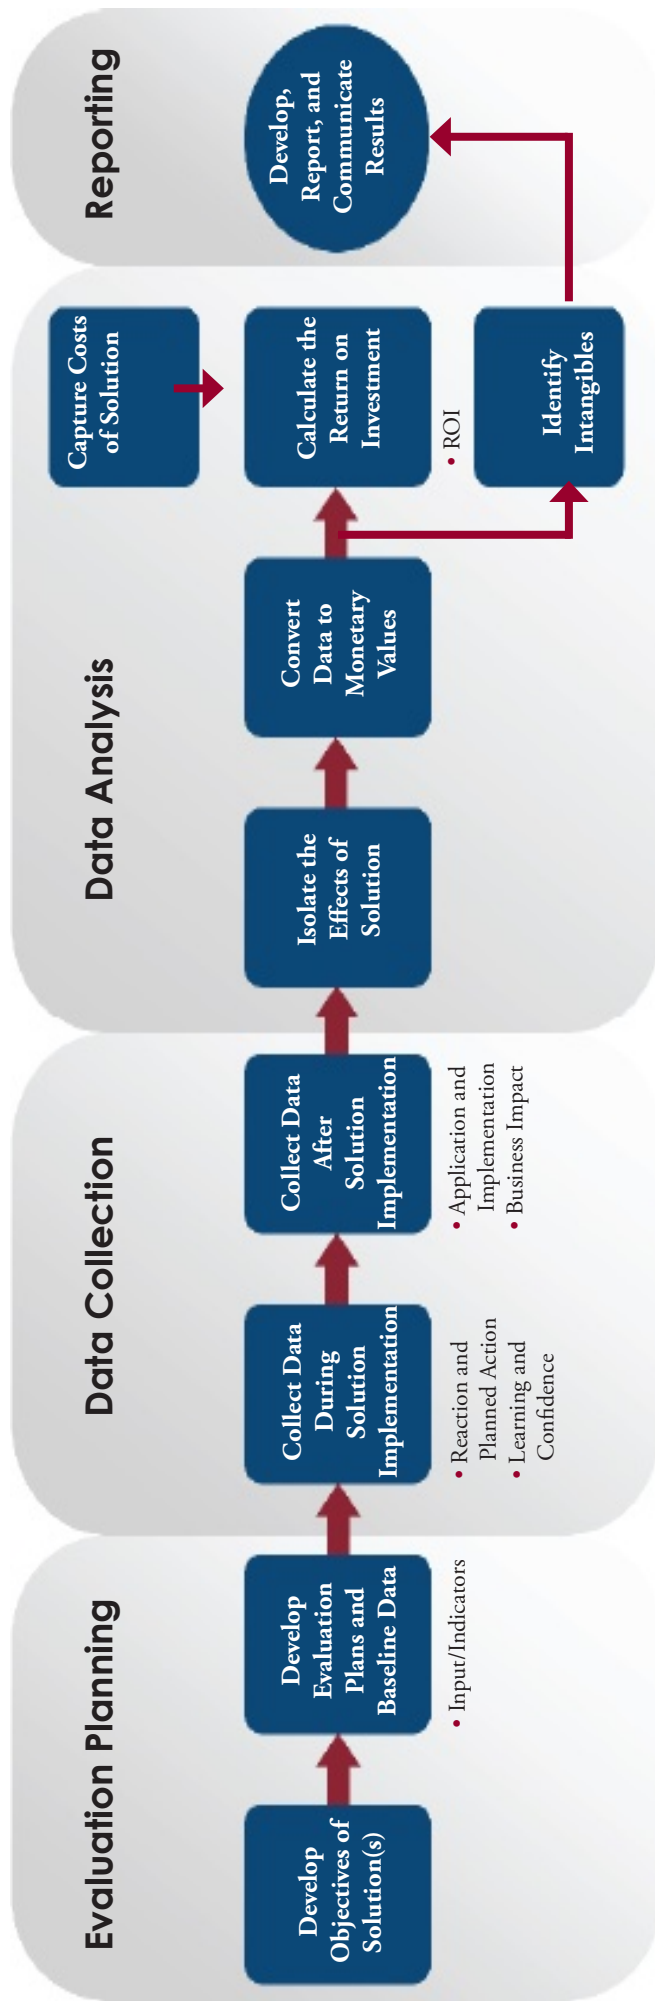 Evaluation Planning
Develop
Objectives of
Solution(s)
Develop
Evaluation
Plans and
Baseline Data
• Input/Indicators
Data Collection
Collect Data
During
Solution
Implementation
• Reaction and
Planned Action
• Learning and
Confidence
Collect Data
After
Solution
Implementation
• Application and
Implementation
• Business Impact
Data Analysis
Isolate the
Effects of
Solution
Convert
Data to
Monetary
Values
Capture Costs
of Solution
Calculate the
Return on
Investment
• ROI
Identify
Intangibles
Reporting
Develop,
Report, and
Communicate
Results